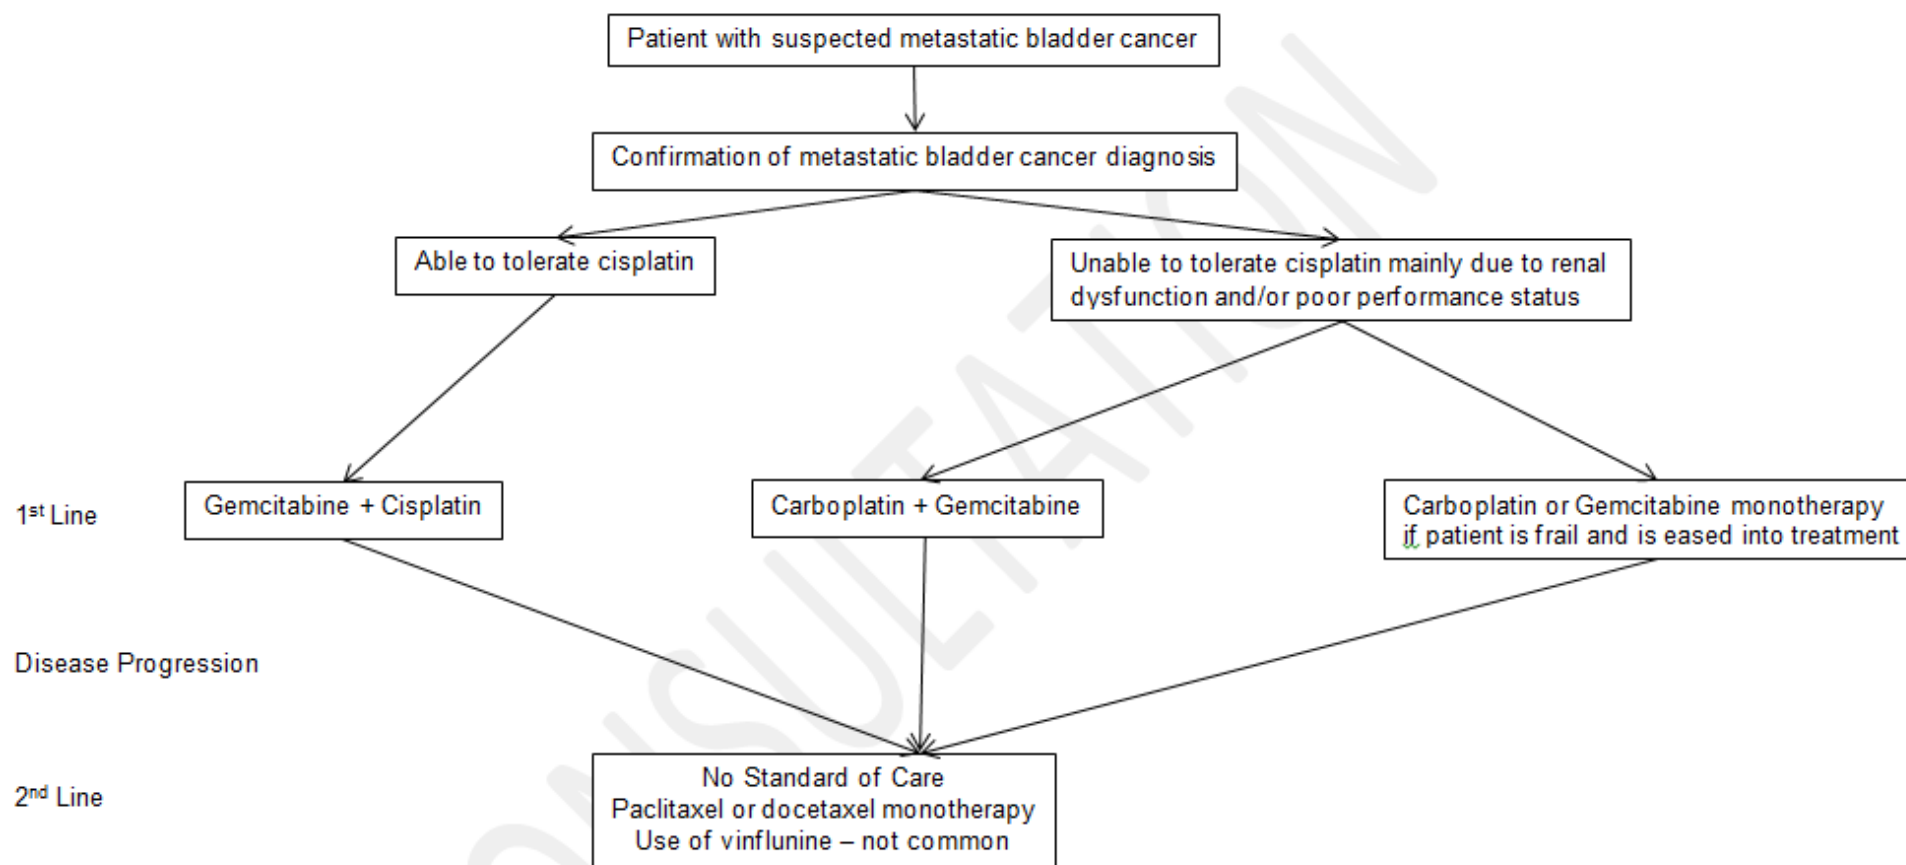 Patient with suspected metastatic bladder cancer
Confirmation of metastatic bladder cancer diagnosis
Able to tolerate cisplatin
Unable to tolerate cisplatin mainly due to renal
dysfunction and/or poor performance status
1st Line
Gemcitabine + Cisplatin
Carboplatin + Gemcitabine
Carboplatin or Gemcitabine monotherapy
if patient is frail and is eased into treatment
Disease Progression
2nd Line
No Standard of Care
Paclitaxel or docetaxel monotherapy
Use of vinflunine – not common
ONSULTATION